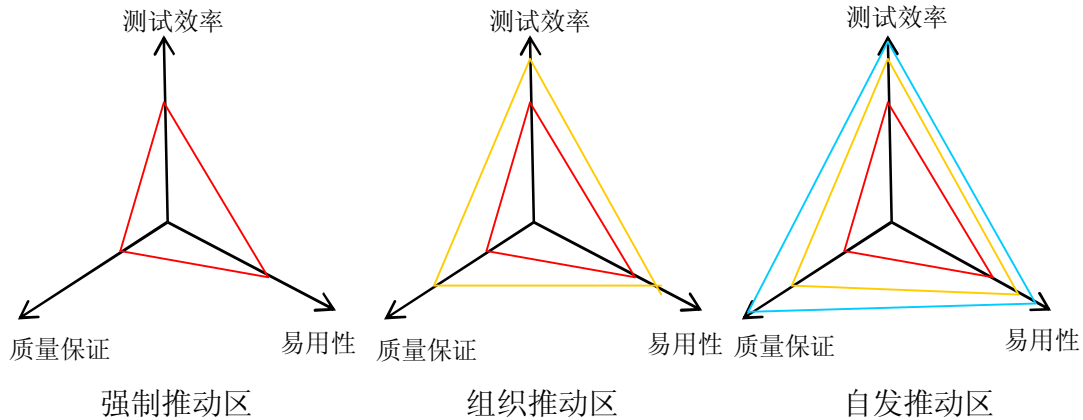 测试效率
质量保证
易用性
强制推动区
测试效率
质量保证
易用性
组织推动区
测试效率
质量保证
易用性
自发推动区